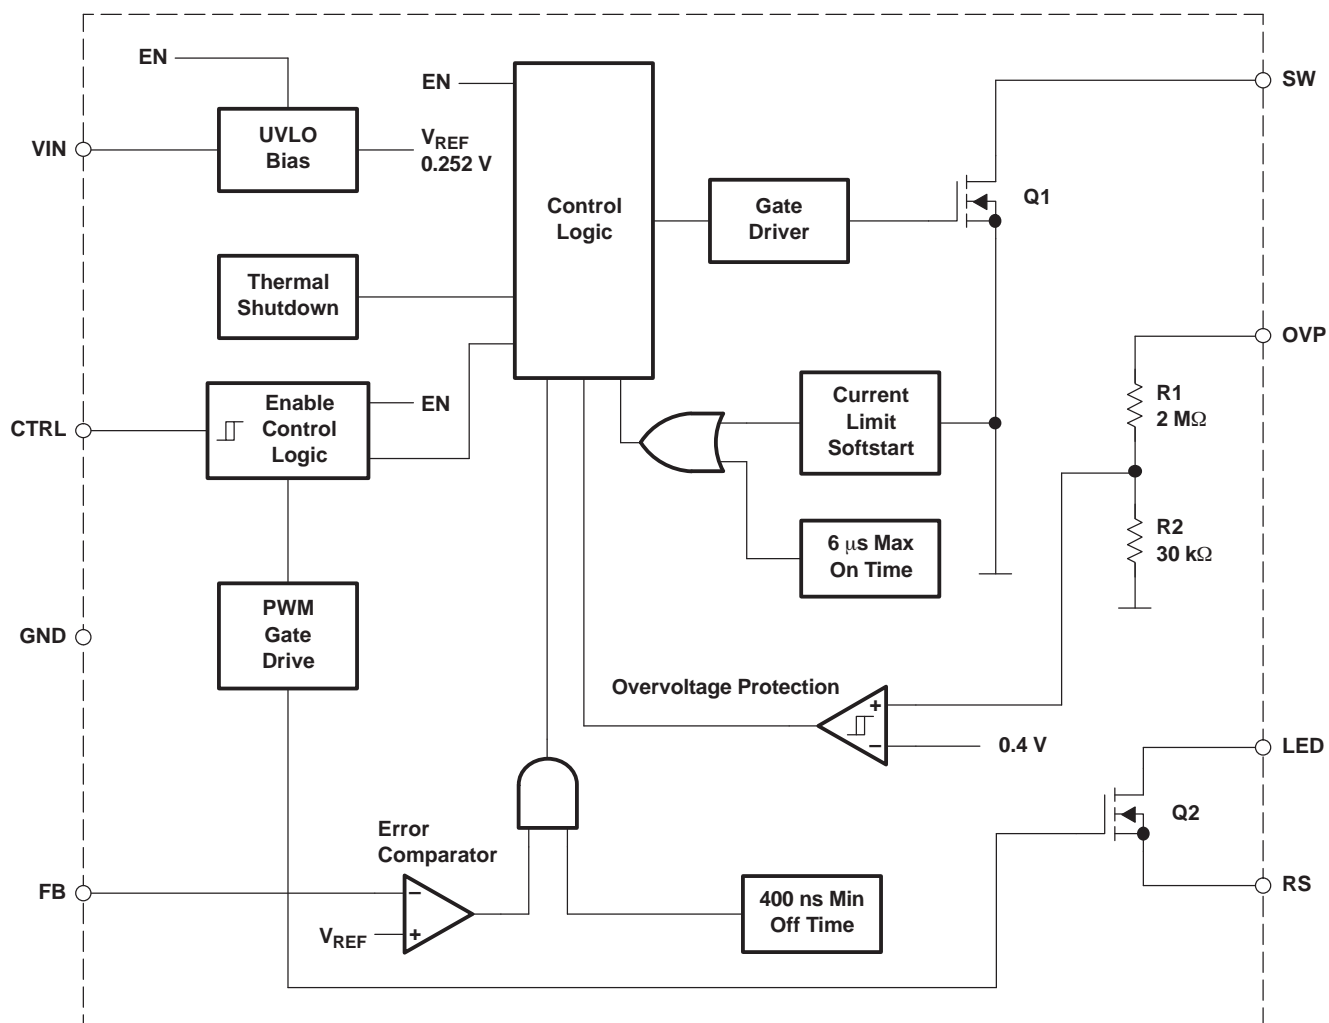 EN
EN
SW
UVLO
Bias
VREF
0.252 V
VIN
Control
Logic
Gate
Driver
Q1
Thermal
Shutdown
OVP
CTRL
Enable
Control
Logic
EN
Current
Limit
Softstart
R1
2 MΩ
6 μs Max
On Time
R2
30 kΩ
GND
PWM
Gate
Drive
Overvoltage Protection
+
−
0.4 V
LED
Q2
Error
Comparator
FB
−
VREF
+
400 ns Min
Off Time
RS